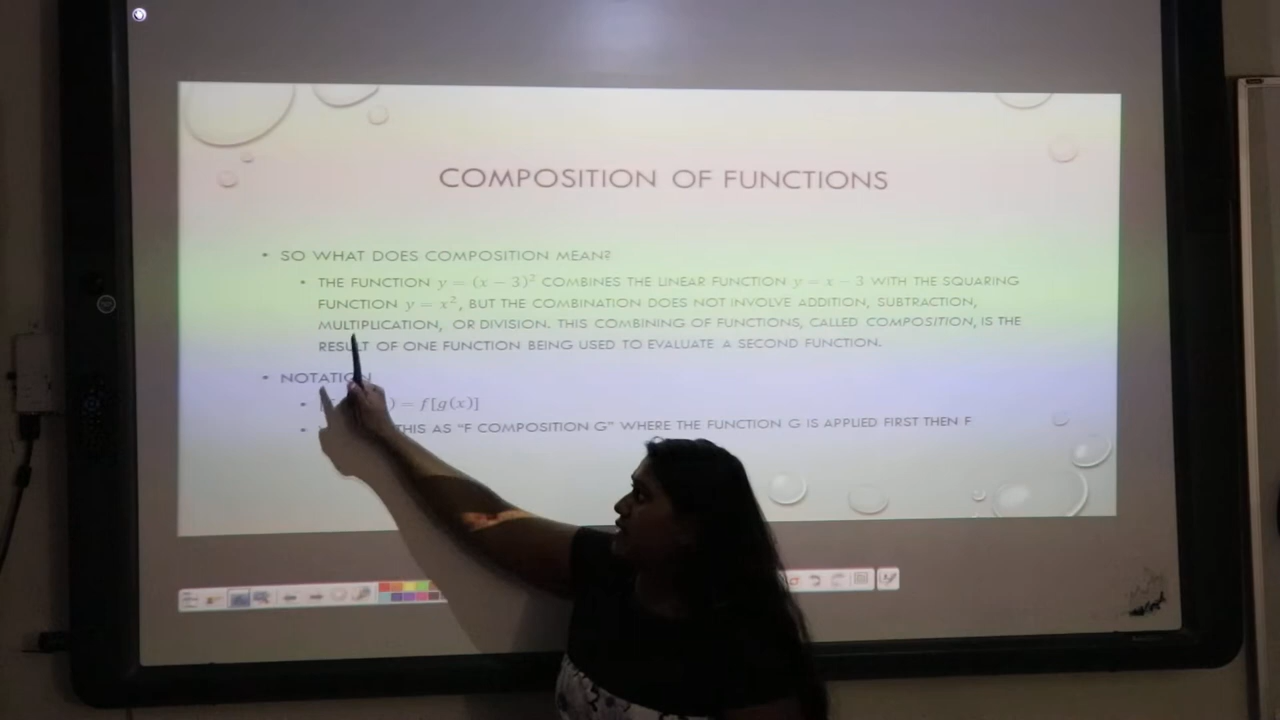 COMPOSITION OF FUNCTIONS
• SO WHAT DOES COMPOSITION MEAN?
• THE FUNCTION y = (x − 3)² COMBINES THE LINEAR FUNCTION y = x − 3 WITH THE SQUARING
FUNCTION y = x², BUT THE COMBINATION DOES NOT INVOLVE ADDITION, SUBTRACTION,
MULTIPLICATION, OR DIVISION. THIS COMBINING OF FUNCTIONS, CALLED COMPOSITION, IS THE
RESULT OF ONE FUNCTION BEING USED TO EVALUATE A SECOND FUNCTION.
• NOTATION
• ) = f[g(x)]
• THIS AS "F COMPOSITION G" WHERE THE FUNCTION G IS APPLIED FIRST THEN F